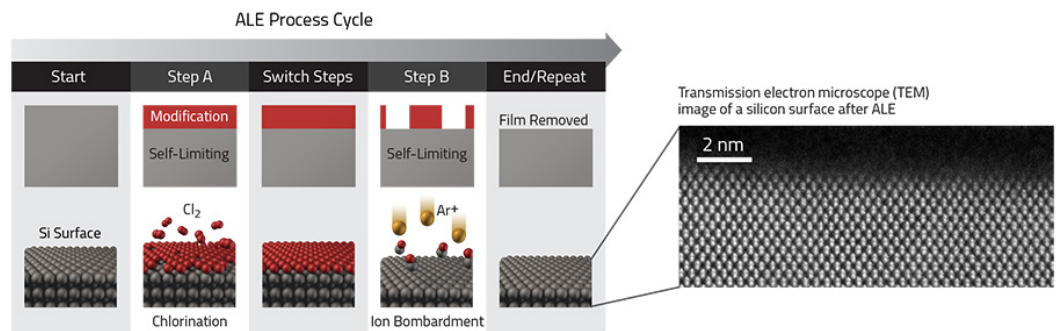 ALE Process Cycle
Start
Step A
Switch Steps
Step B
End/Repeat
Modification
Self-Limiting
Self-Limiting
Film Removed
Si Surface
Cl₂
Ar⁺
Chlorination
Ion Bombardment
Transmission electron microscope (TEM)
image of a silicon surface after ALE
2 nm